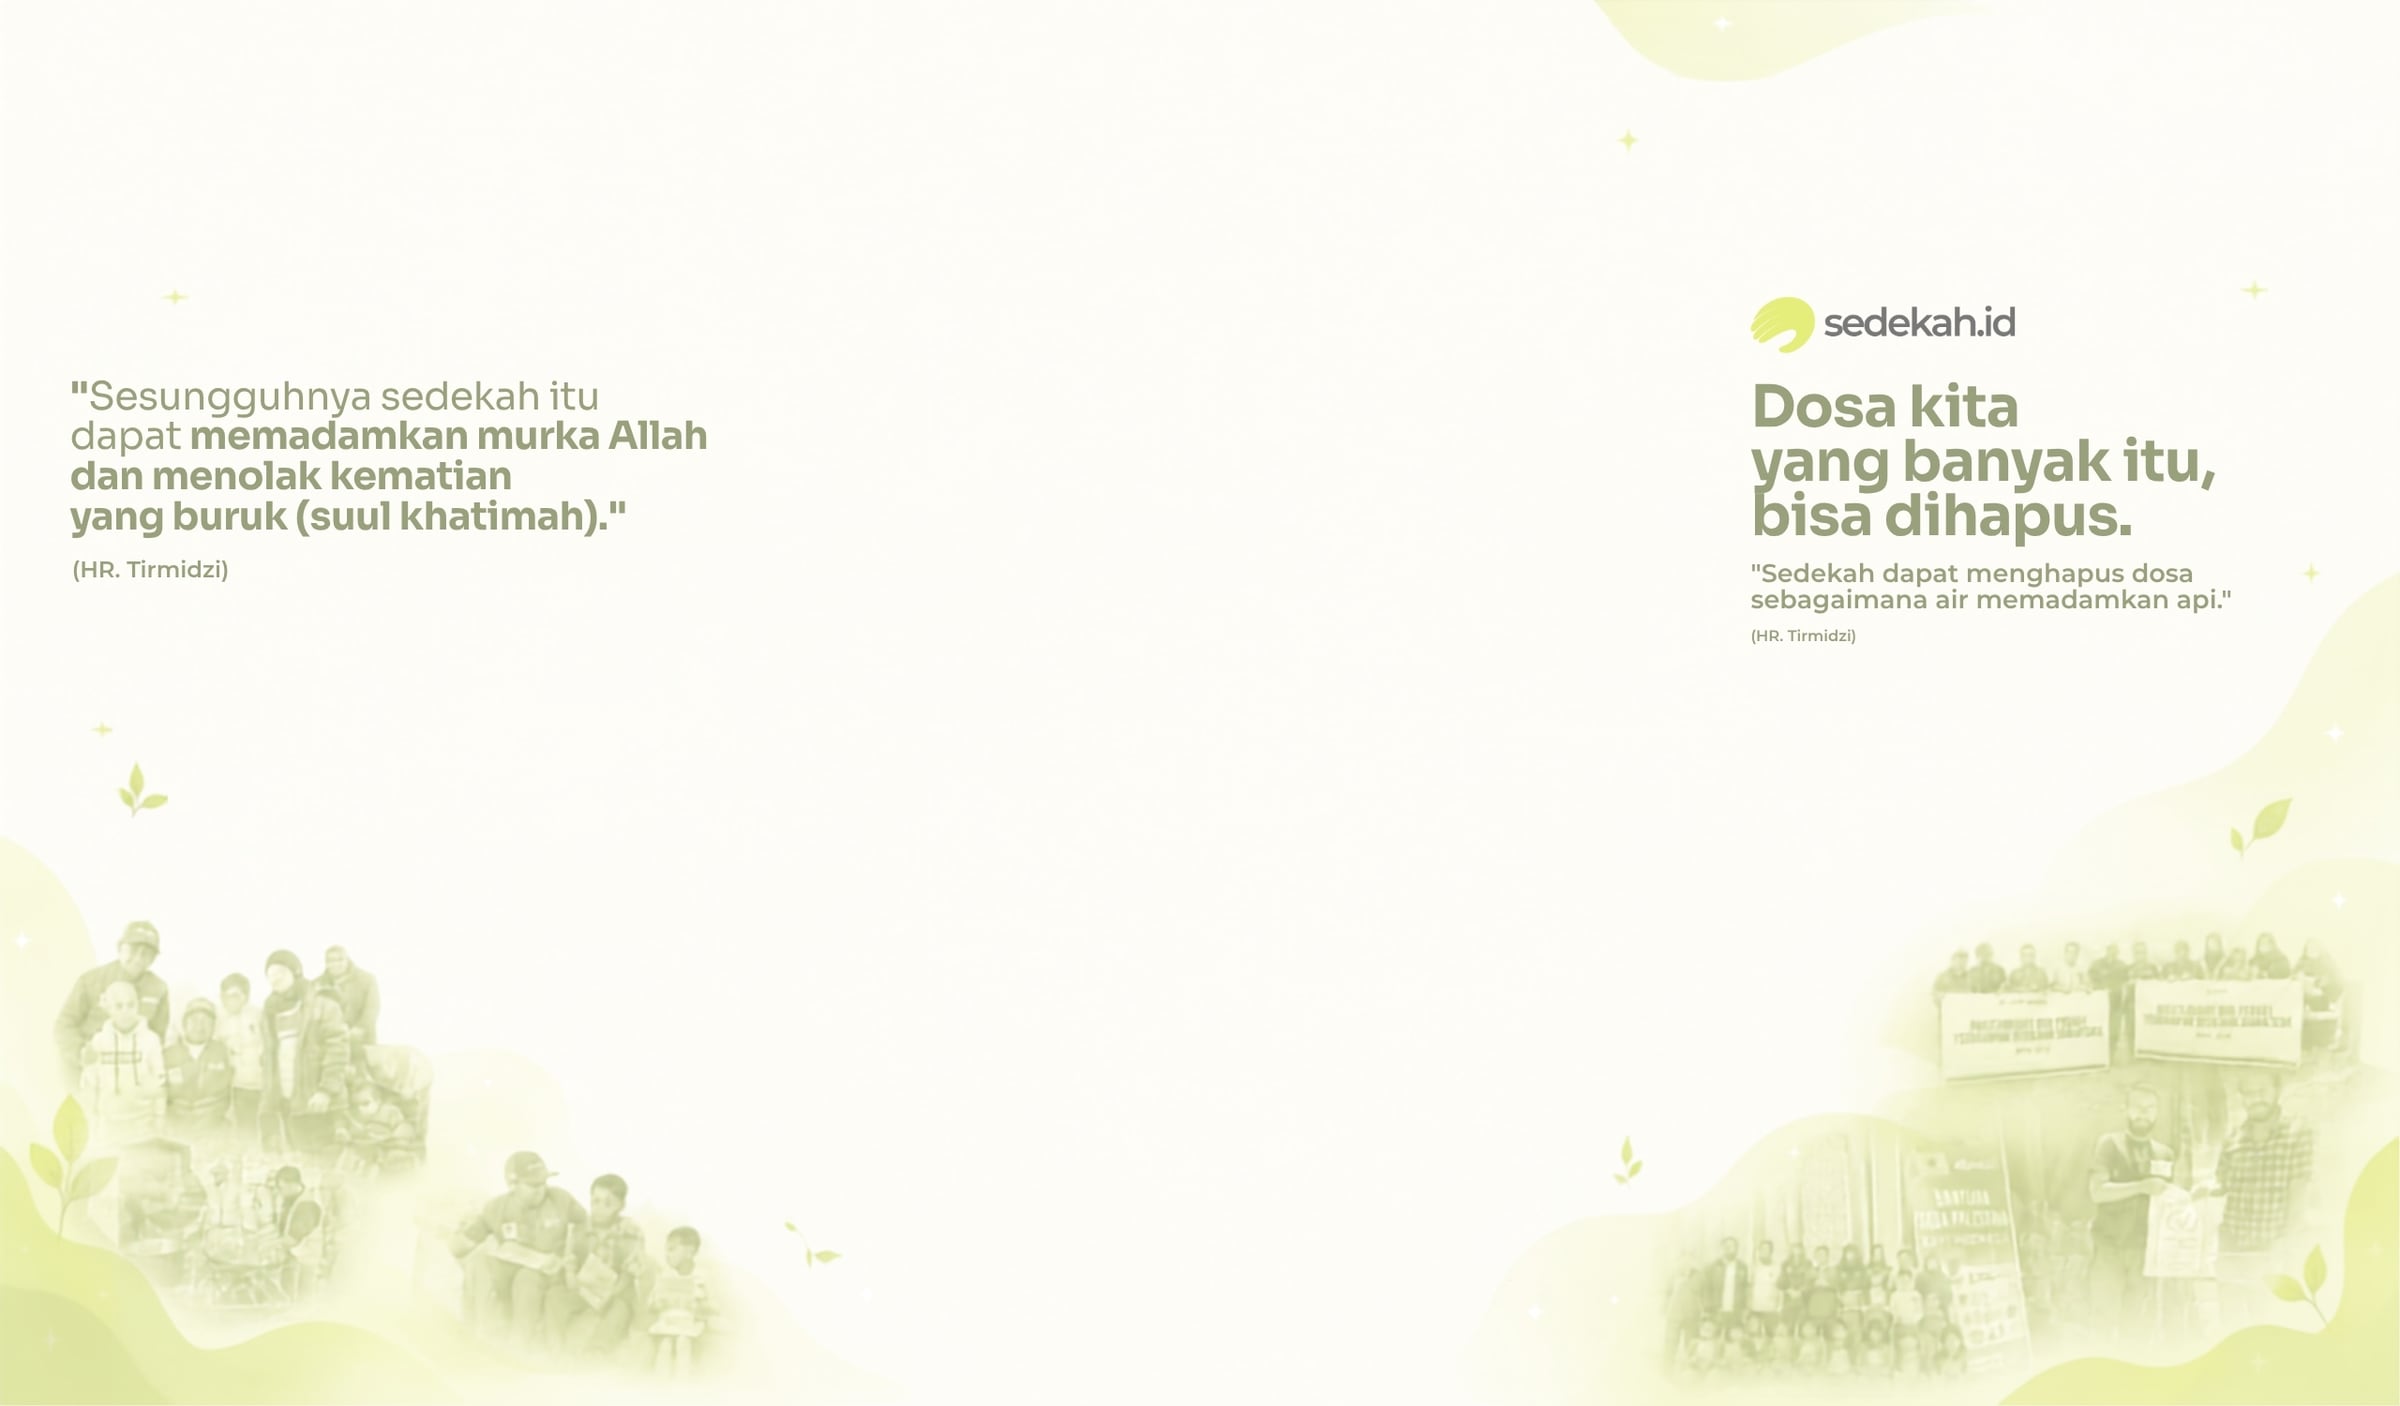 "Sesungguhnya sedekah itu
dapat memadamkan murka Allah
dan menolak kematian
yang buruk (suul khatimah)."
(HR. Tirmidzi)
sedekah.id
Dosa kita
yang banyak itu,
bisa dihapus.
"Sedekah dapat menghapus dosa
sebagaimana air memadamkan api."
(HR. Tirmidzi)